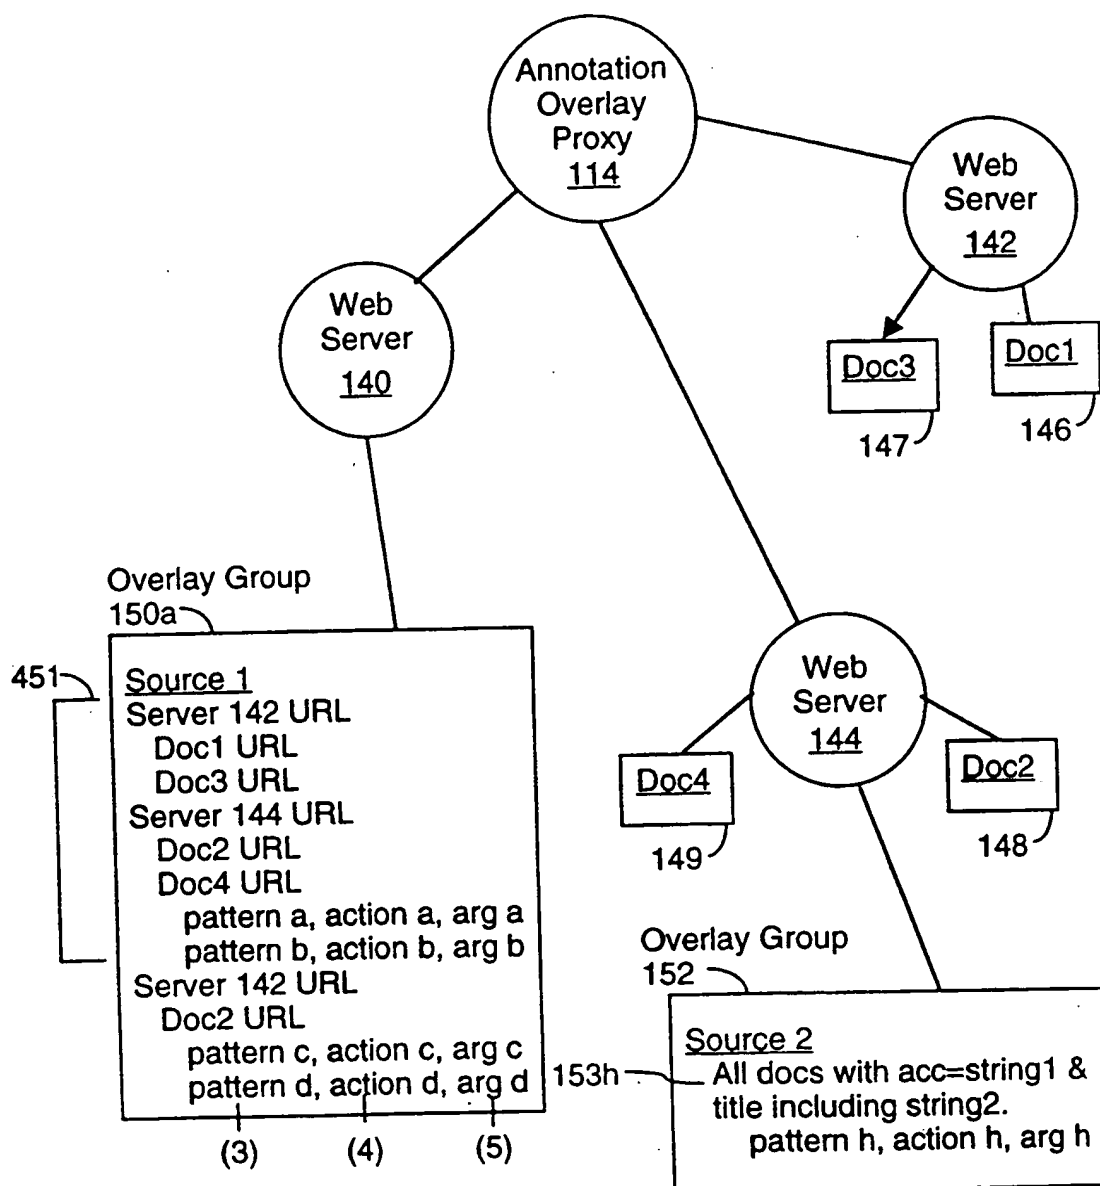 Annotation
Overlay
Proxy
114
Web
Server
142
Web
Server
140
Doc3
Doc1
147
146
Overlay Group
150a
451
Source 1
Server 142 URL
Doc1 URL
Doc3 URL
Server 144 URL
Doc2 URL
Doc4 URL
pattern a, action a, arg a
pattern b, action b, arg b
Server 142 URL
Doc2 URL
pattern c, action c, arg c
pattern d, action d, arg d
(3) (4) (5)
Web
Server
144
Doc4
Doc2
149
148
Overlay Group
152
153h
Source 2
All docs with acc=string1 &
title including string2.
pattern h, action h, arg h